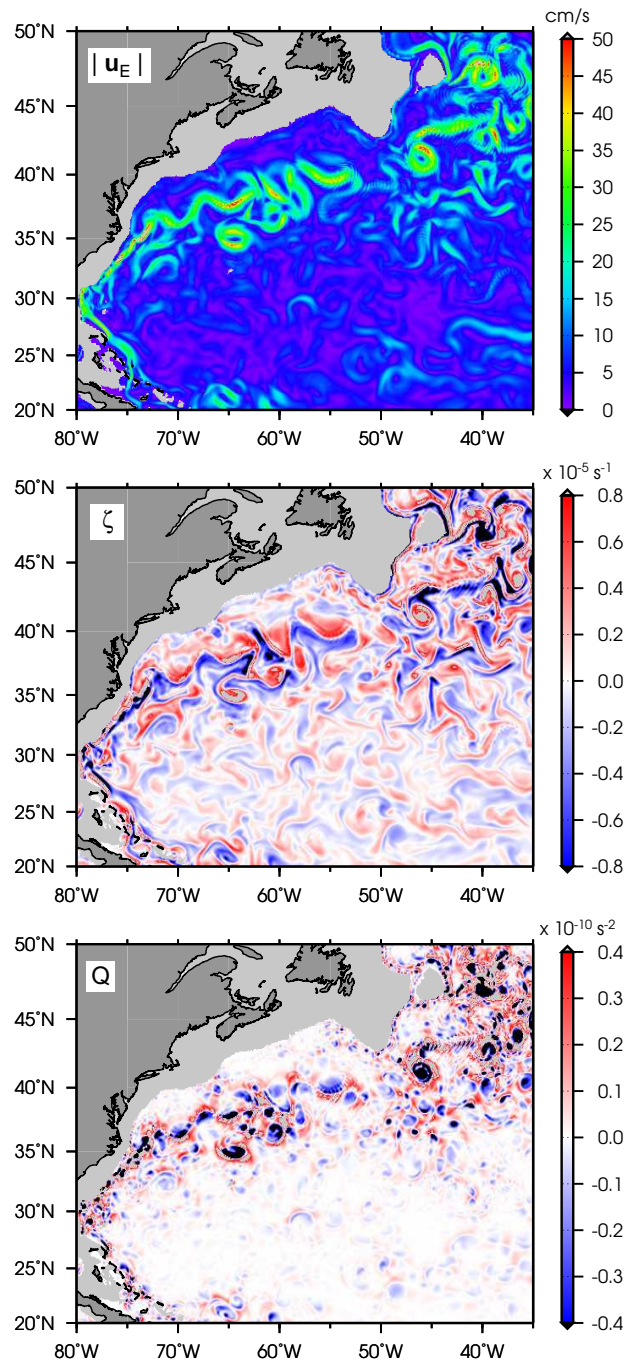 cm/s
50˚N
| u_E |
45˚N
40˚N
35˚N
30˚N
25˚N
20˚N
80˚W 70˚W 60˚W 50˚W 40˚W
50
45
40
35
30
25
20
15
10
5
0
x 10^-5 s^-1
50˚N
ζ
45˚N
40˚N
35˚N
30˚N
25˚N
20˚N
80˚W 70˚W 60˚W 50˚W 40˚W
0.8
0.6
0.4
0.2
0.0
-0.2
-0.4
-0.6
-0.8
x 10^-10 s^-2
50˚N
Q
45˚N
40˚N
35˚N
30˚N
25˚N
20˚N
80˚W 70˚W 60˚W 50˚W 40˚W
0.4
0.3
0.2
0.1
0.0
-0.1
-0.2
-0.3
-0.4